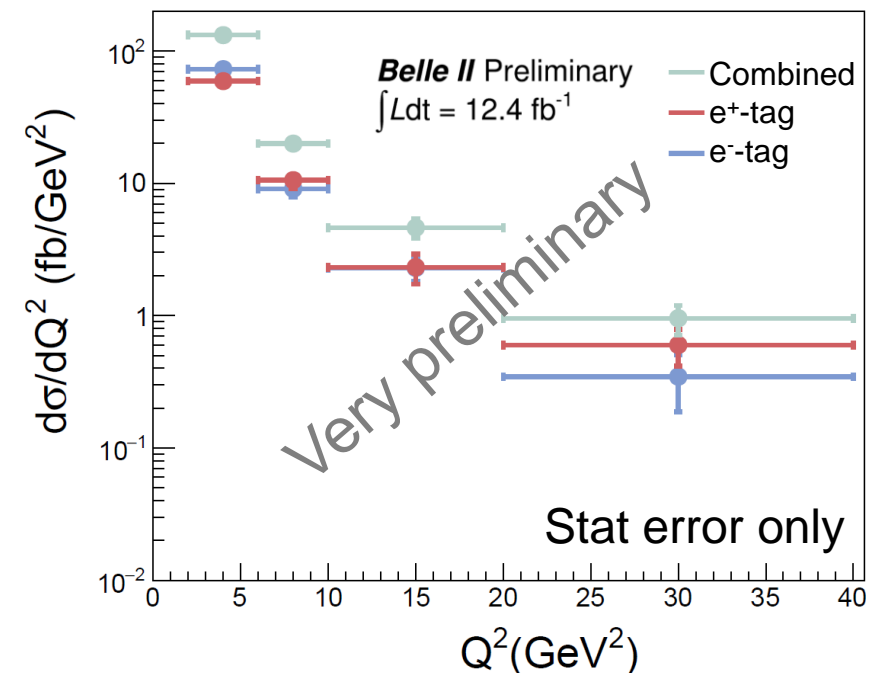 Belle II Preliminary
∫Ldt = 12.4 fb⁻¹
Combined
e⁺-tag
e⁻-tag
Very preliminary
Stat error only
dσ/dQ² (fb/GeV²)
10²
10
1
10⁻¹
10⁻²
0 5 10 15 20 25 30 35 40
Q²(GeV²)